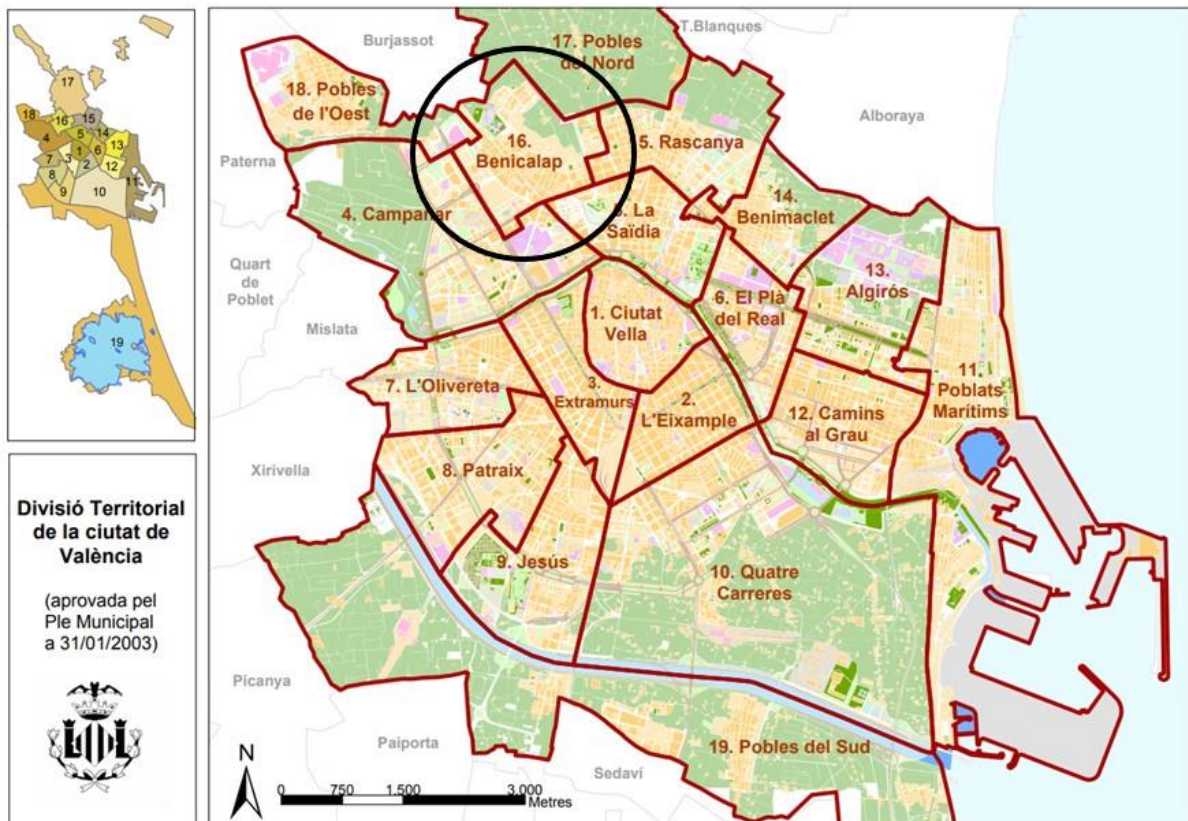 17
18
16
15
4
5
14
13
7
3
1
6
2
12
8
11
9
10
19
Divisió Territorial
de la ciutat de
València
(aprovada pel
Ple Municipal
a 31/01/2003)
Burjassot
T.Blanques
17. Pobles
del Nord
18. Pobles
de l'Oest
Alboraya
16.
Benicalap
5. Rascanya
Paterna
14.
Benimaclet
4. Campanar
La
Saïdia
Quart
de
Poblet
13.
Algirós
6. El Plà
del Real
1. Ciutat
Vella
Mislata
7. L'Olivereta
3.
Extramurs
2.
L'Eixample
11.
Poblats
Marítims
12. Camins
al Grau
Xirivella
8. Patraix
9. Jesús
10. Quatre
Carreres
Picanya
Paiporta
19. Pobles del Sud
Sedaví
N
0 750 1.500 3.000
Metres